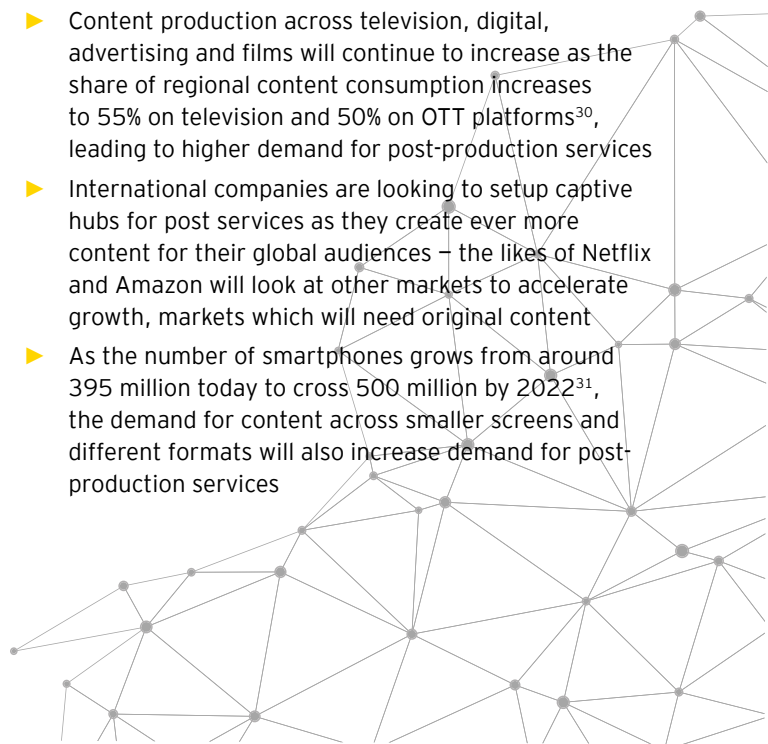 ► Content production across television, digital,
advertising and films will continue to increase as the
share of regional content consumption increases
to 55% on television and 50% on OTT platforms³⁰,
leading to higher demand for post-production services
► International companies are looking to setup captive
hubs for post services as they create ever more
content for their global audiences – the likes of Netflix
and Amazon will look at other markets to accelerate
growth, markets which will need original content
► As the number of smartphones grows from around
395 million today to cross 500 million by 2022³¹,
the demand for content across smaller screens and
different formats will also increase demand for post-
production services